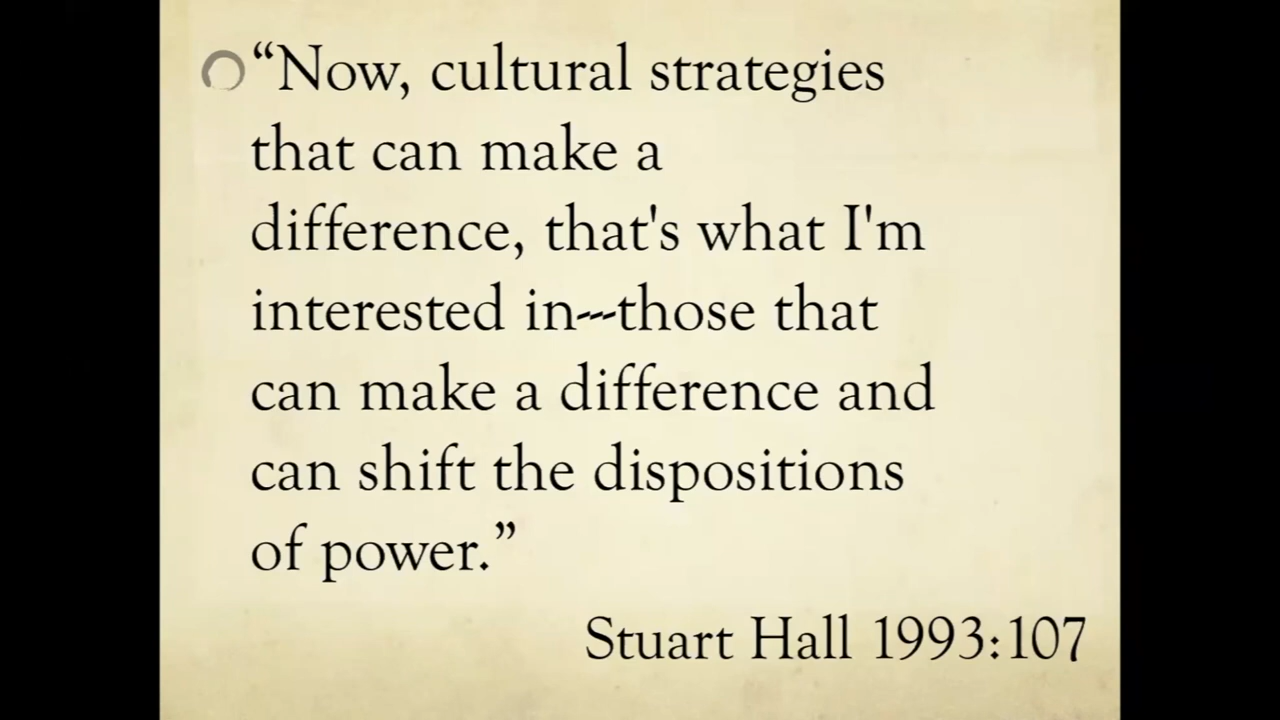 “Now, cultural strategies
that can make a
difference, that's what I'm
interested in---those that
can make a difference and
can shift the dispositions
of power.”
Stuart Hall 1993:107